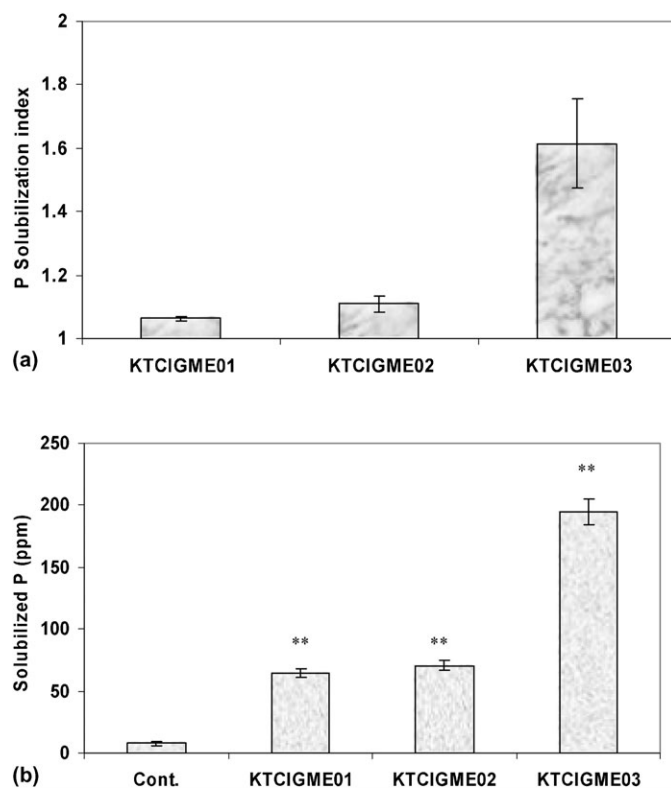 2
1.8
1.6
1.4
1.2
1
P Solubilization index
KTCIGME01 KTCIGME02 KTCIGME03
(a)
250
200
150
100
50
0
Solubilized P (ppm)
**
**
**
Cont. KTCIGME01 KTCIGME02 KTCIGME03
(b)